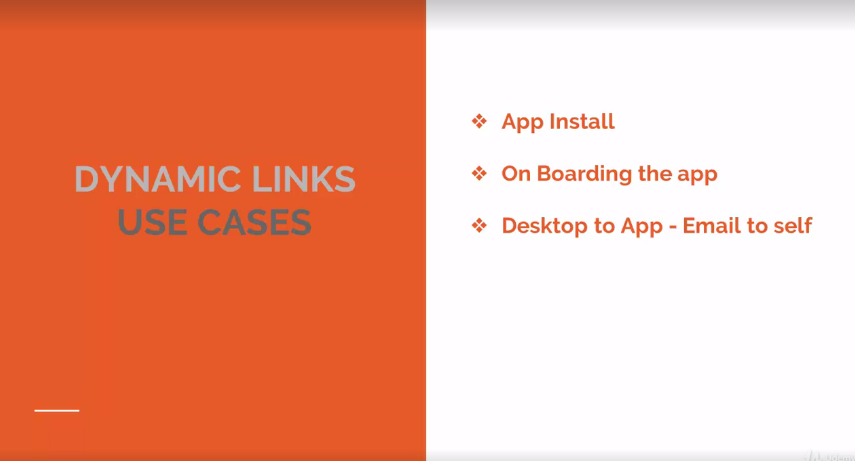 DYNAMIC LINKS
USE CASES
❖ App Install
❖ On Boarding the app
❖ Desktop to App - Email to self